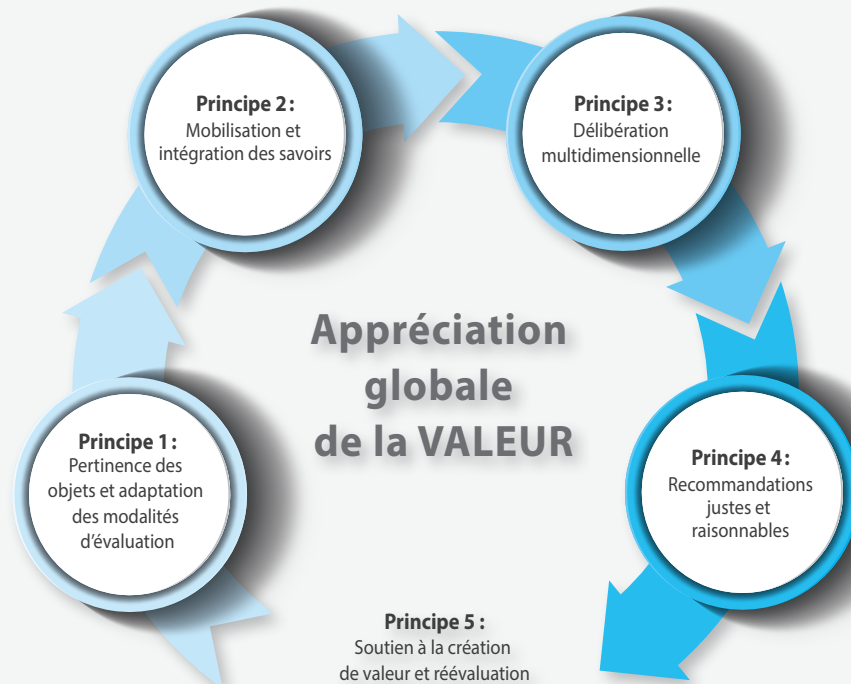 Principe 2 :
Mobilisation et
intégration des savoirs
Principe 3 :
Délibération
multidimensionnelle
Appréciation
globale
de la VALEUR
Principe 1 :
Pertinence des
objets et adaptation
des modalités
d’évaluation
Principe 4 :
Recommandations
justes et
raisonnables
Principe 5 :
Soutien à la création
de valeur et réévaluation